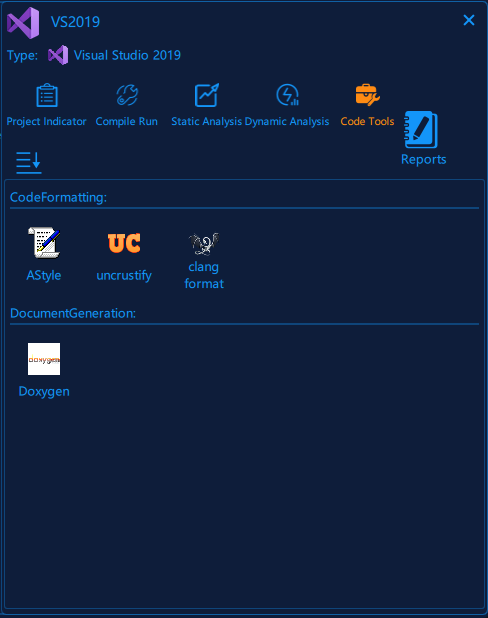 VS2019
Type: Visual Studio 2019
Project Indicator Compile Run Static Analysis Dynamic Analysis Code Tools
Reports
CodeFormatting:
UC
AStyle uncrustify clang
format
DocumentGeneration:
Doxygen
Doxygen